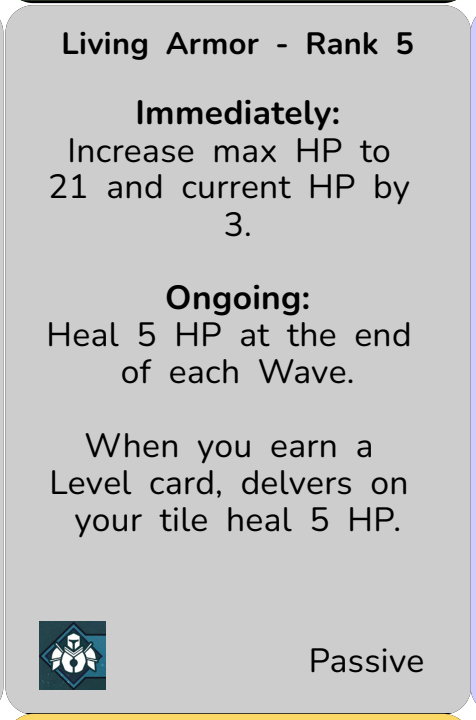 Living Armor - Rank 5
Immediately:
Increase max HP to
21 and current HP by
3.
Ongoing:
Heal 5 HP at the end
of each Wave.
When you earn a
Level card, delvers on
your tile heal 5 HP.
Passive